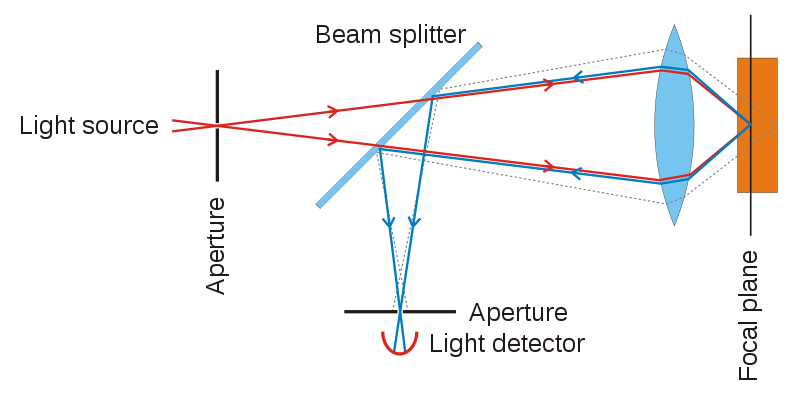 Beam splitter
Light source
Aperture
Aperture
Light detector
Focal plane